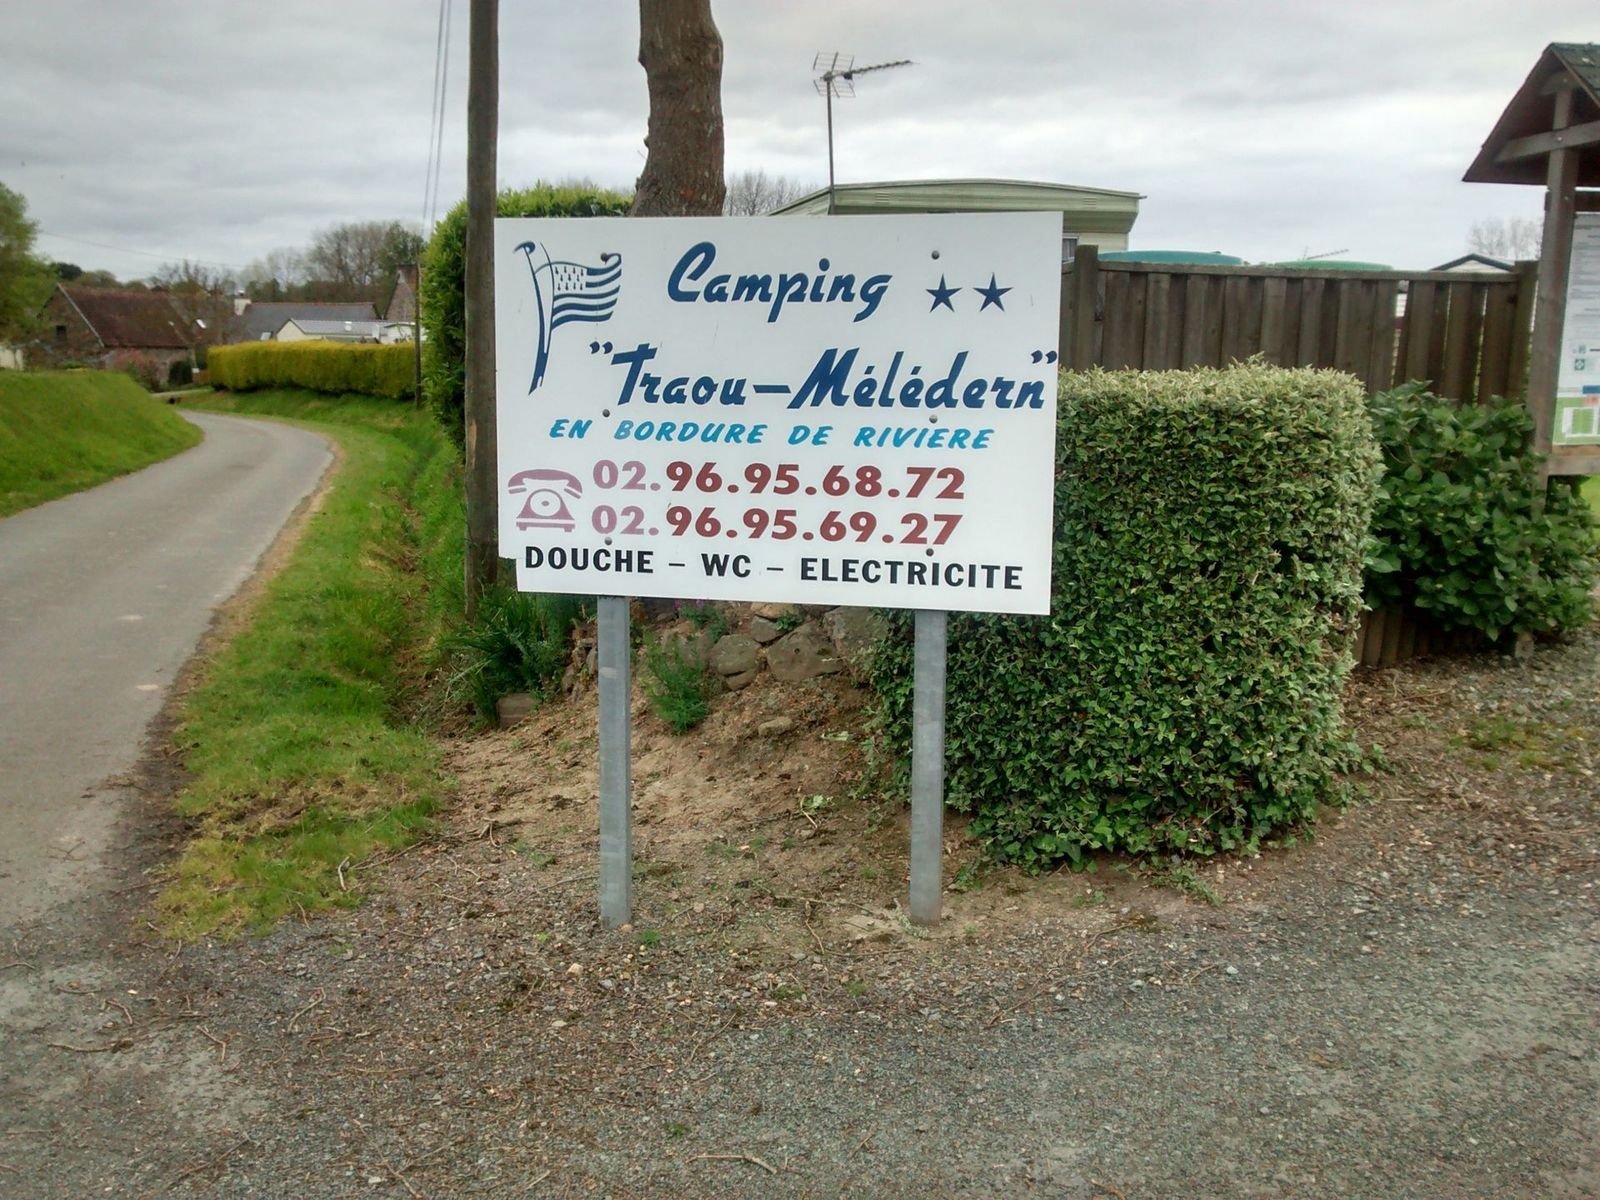 Camping ★★
"Traou-Mélédern"
EN BORDURE DE RIVIERE
02.96.95.68.72
02.96.95.69.27
DOUCHE - WC - ELECTRICITE